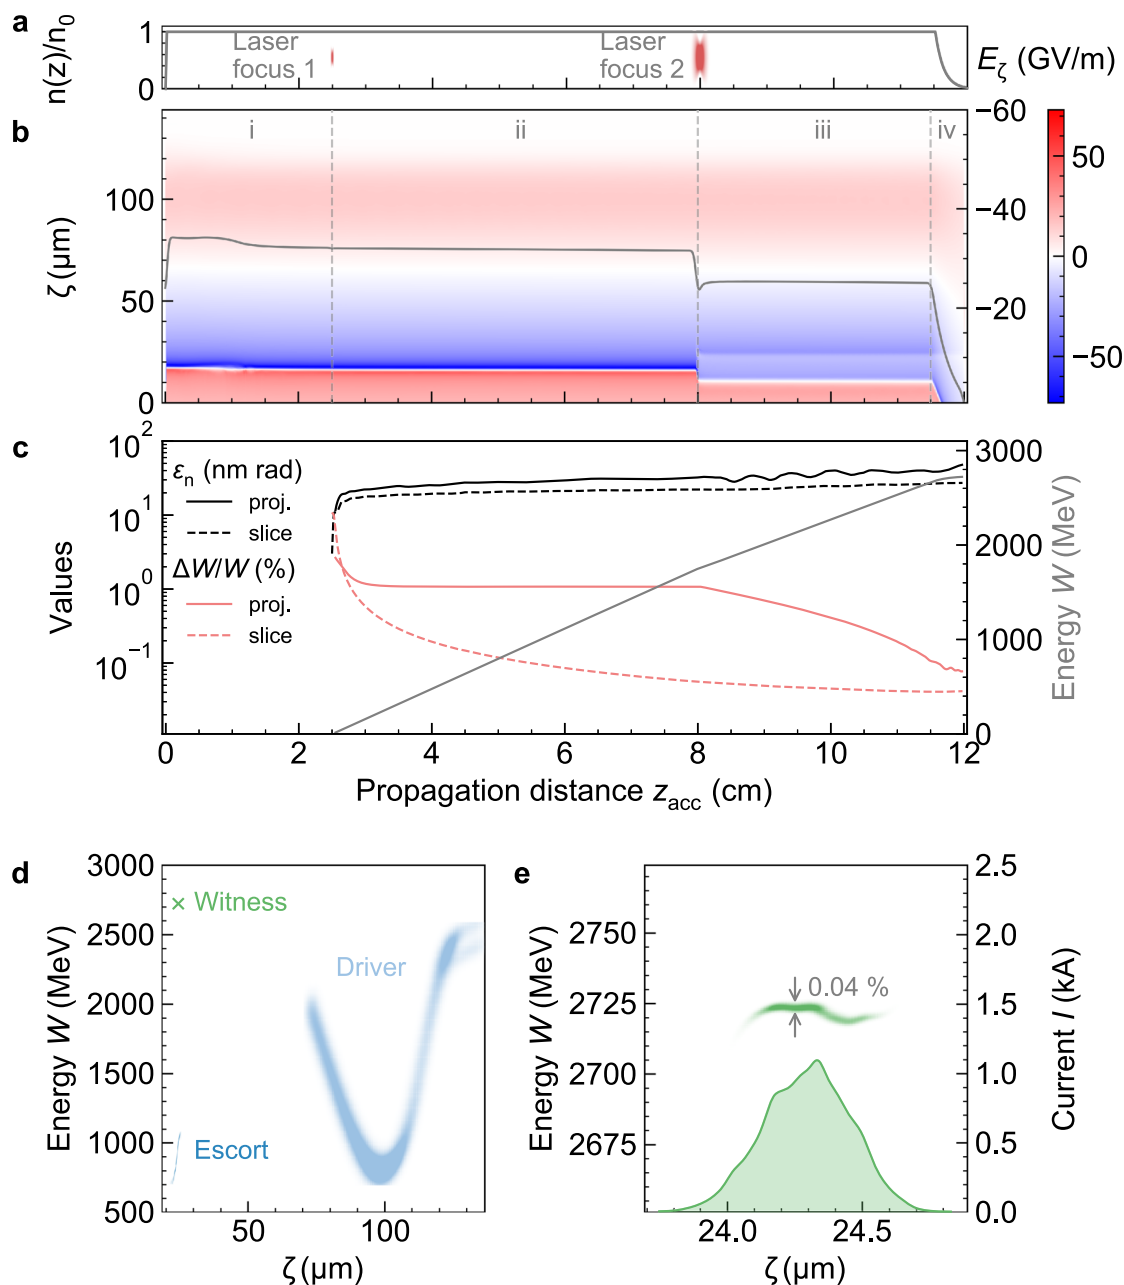 a
n(z)/n0
1
0
Laser
focus 1
Laser
focus 2
Eζ (GV/m)
b
ζ (μm)
100
50
0
i
ii
iii
iv
−60
−40
−20
50
0
−50
c
Values
10^2
10^1
10^0
10^−1
εn (nm rad)
proj.
slice
ΔW/W (%)
proj.
slice
3000
2000
1000
0
Energy W (MeV)
0 2 4 6 8 10 12
Propagation distance zacc (cm)
d
Energy W (MeV)
3000
2500
2000
1500
1000
500
× Witness
Driver
Escort
50 100
ζ (μm)
e
Energy W (MeV)
2750
2725
2700
2675
0.04 %
2.5
2.0
1.5
1.0
0.5
0.0
Current I (kA)
24.0 24.5
ζ (μm)